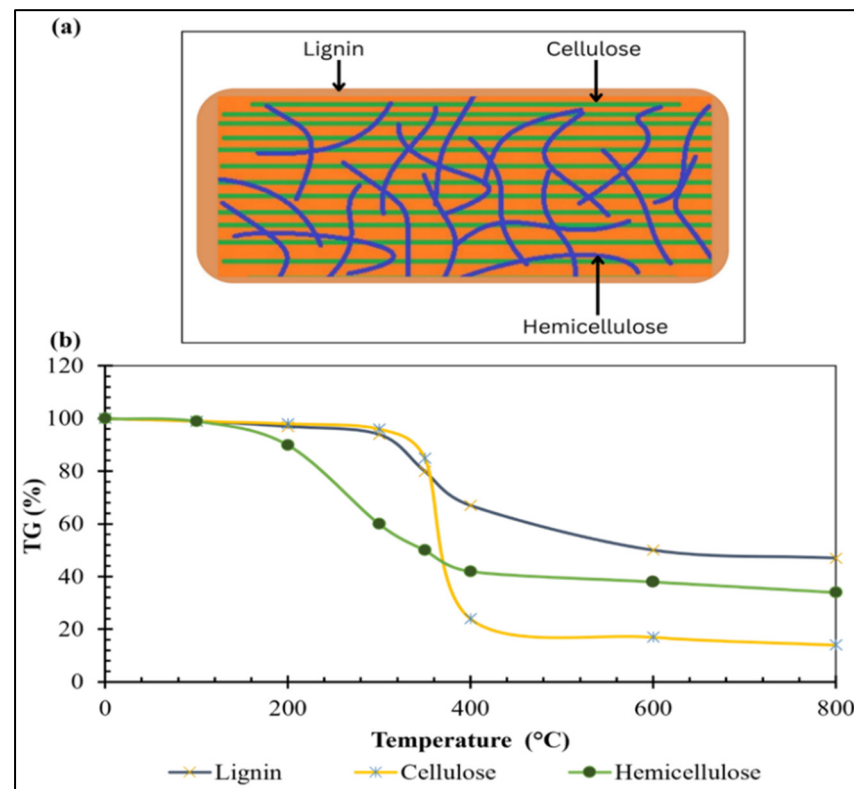 (a)
Lignin Cellulose
Hemicellulose
(b)
120
100
80
60
40
20
0
TG (%)
0 200 400 600 800
Temperature (°C)
Lignin Cellulose Hemicellulose